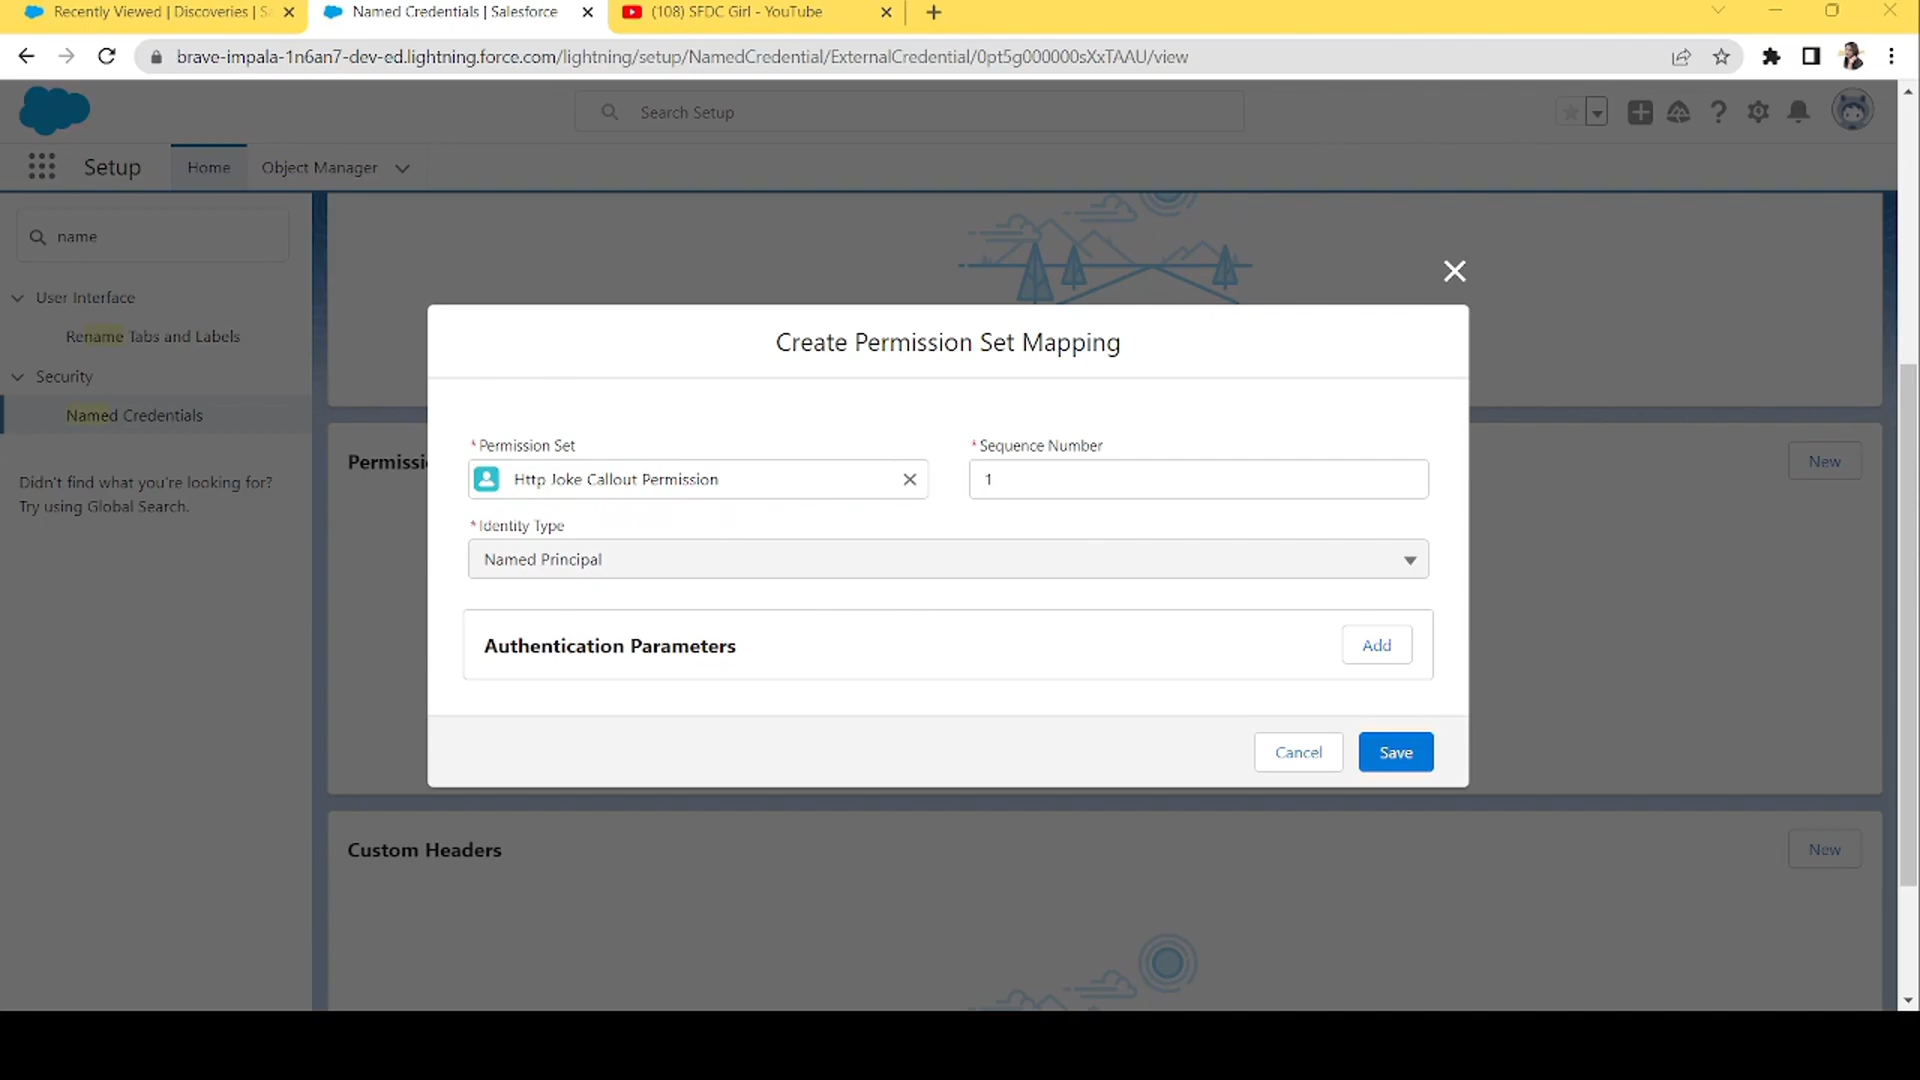 Recently Viewed | Discoveries | Sa
Named Credentials | Salesforce
(108) SFDC Girl - YouTube
brave-impala-1n6an7-dev-ed.lightning.force.com/lightning/setup/NamedCredential/ExternalCredential/0pt5g000000sXxTAAU/view
Search Setup
Setup
Home
Object Manager
name
User Interface
Rename Tabs and Labels
Security
Named Credentials
Didn't find what you're looking for?
Try using Global Search.
Permissi
New
Create Permission Set Mapping
*Permission Set
*Sequence Number
Http Joke Callout Permission
1
*Identity Type
Named Principal
Authentication Parameters
Add
Cancel
Save
Custom Headers
New